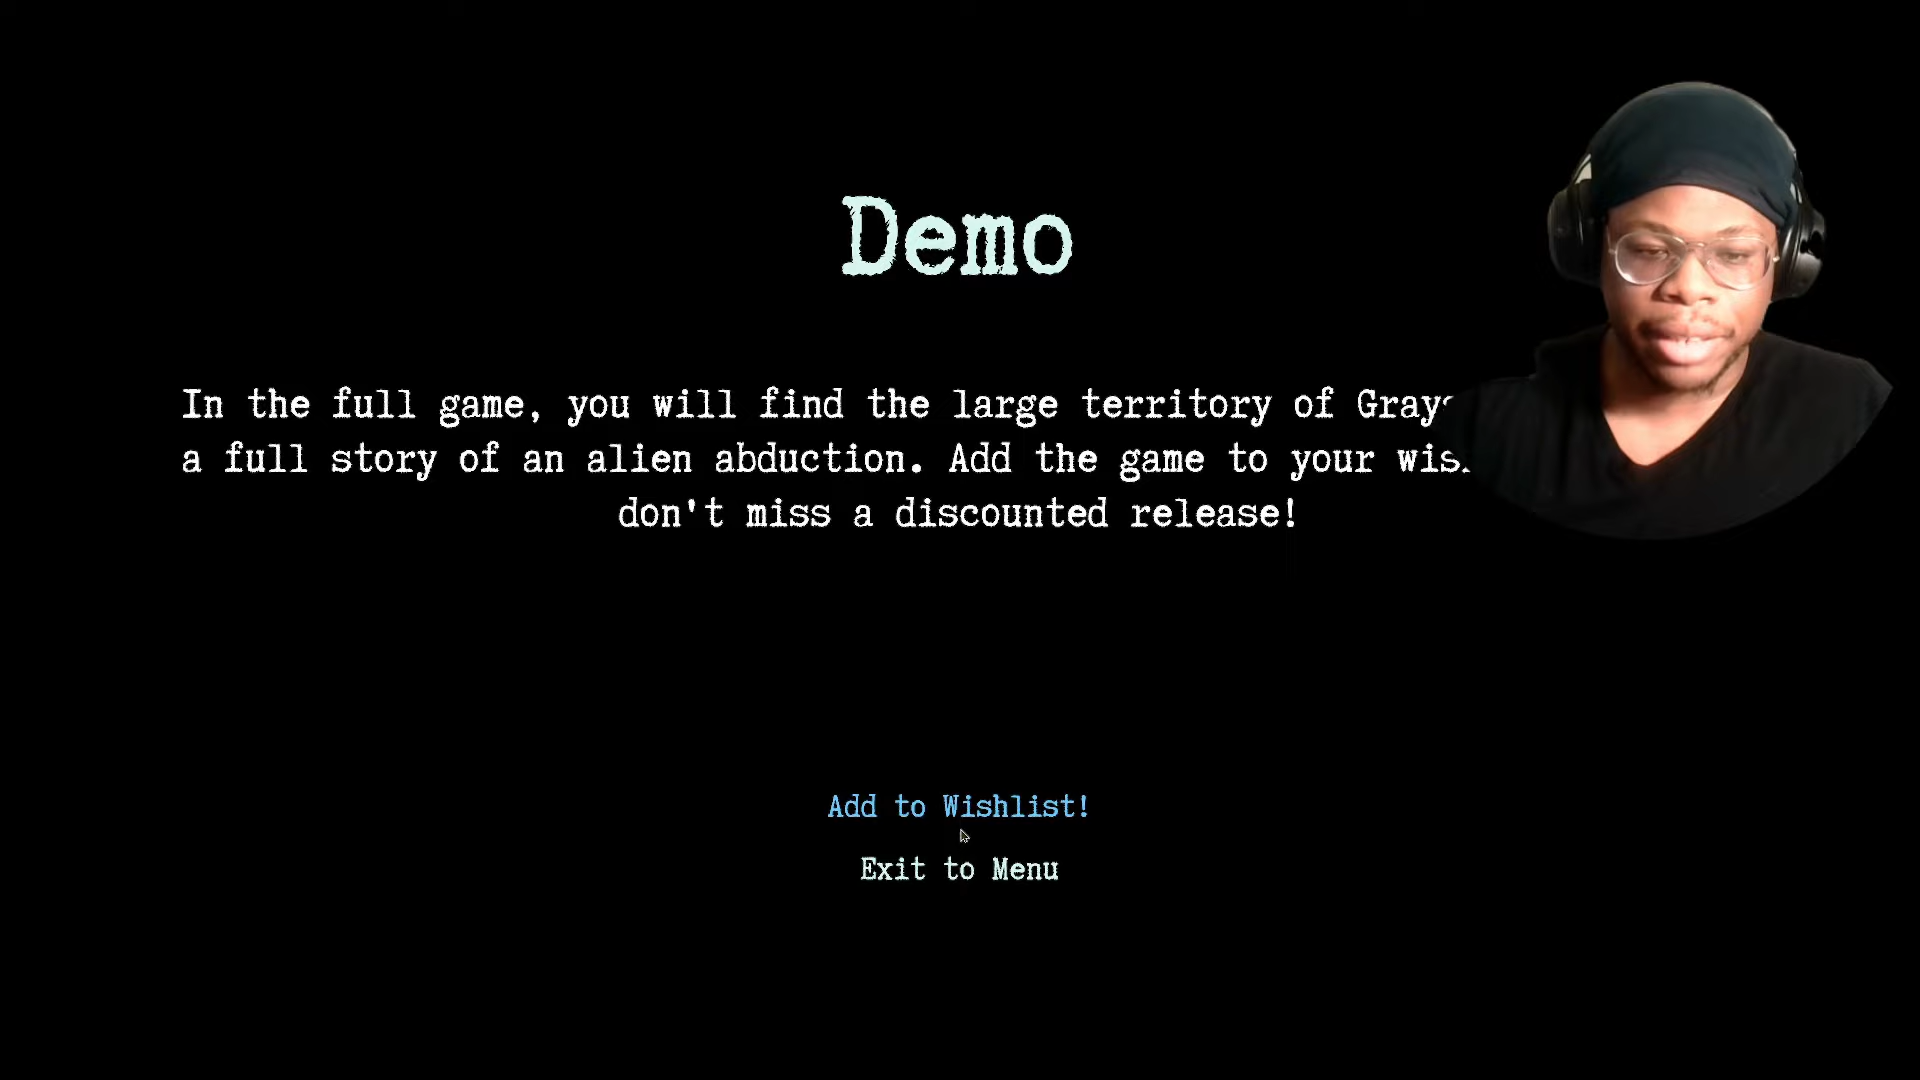 Demo
In the full game, you will find the large territory of
a full story of an alien abduction. Add the game to your
don't miss a discounted release!
Add to Wishlist!
Exit to Menu